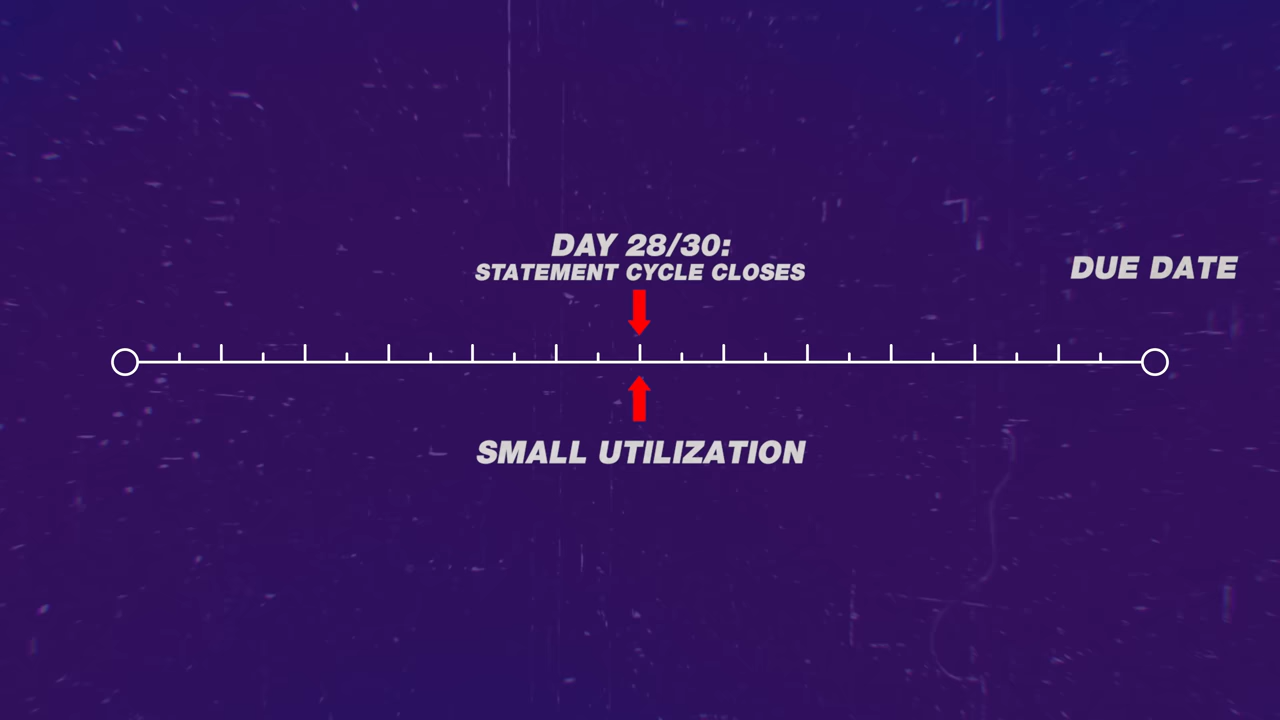 DAY 28/30:
STATEMENT CYCLE CLOSES
DUE DATE
SMALL UTILIZATION